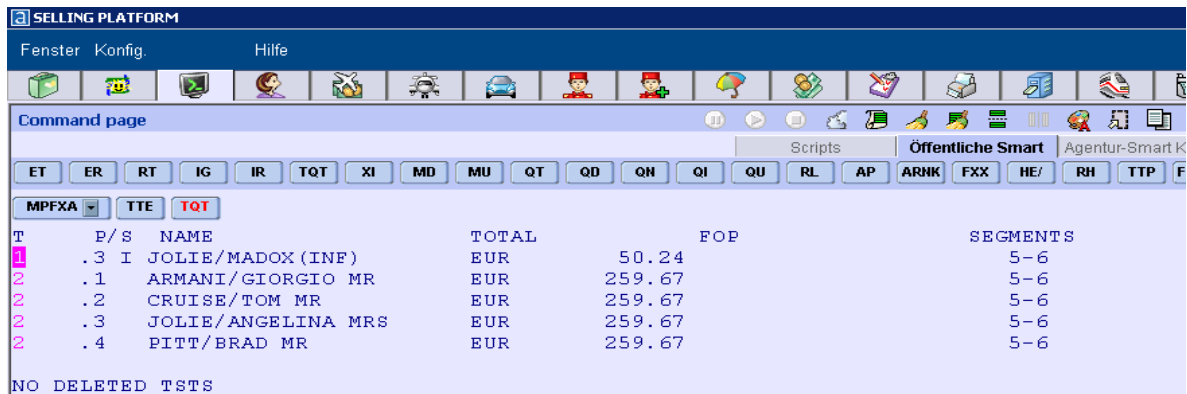 a SELLING PLATFORM
Fenster Konfig. Hilfe
Command page
Scripts Öffentliche Smart Agentur-Smart K
ET ER RT IG IR TQT XI MD MU QT QD QN QI QU RL AP ARNK FXX HE/ RH TTP F
MPFXA TTE TQT
T P/S NAME TOTAL FOP SEGMENTS
1 .3 I JOLIE/MADOX(INF) EUR 50.24 5-6
2 .1 ARMANI/GIORGIO MR EUR 259.67 5-6
2 .2 CRUISE/TOM MR EUR 259.67 5-6
2 .3 JOLIE/ANGELINA MRS EUR 259.67 5-6
2 .4 PITT/BRAD MR EUR 259.67 5-6
NO DELETED TSTS